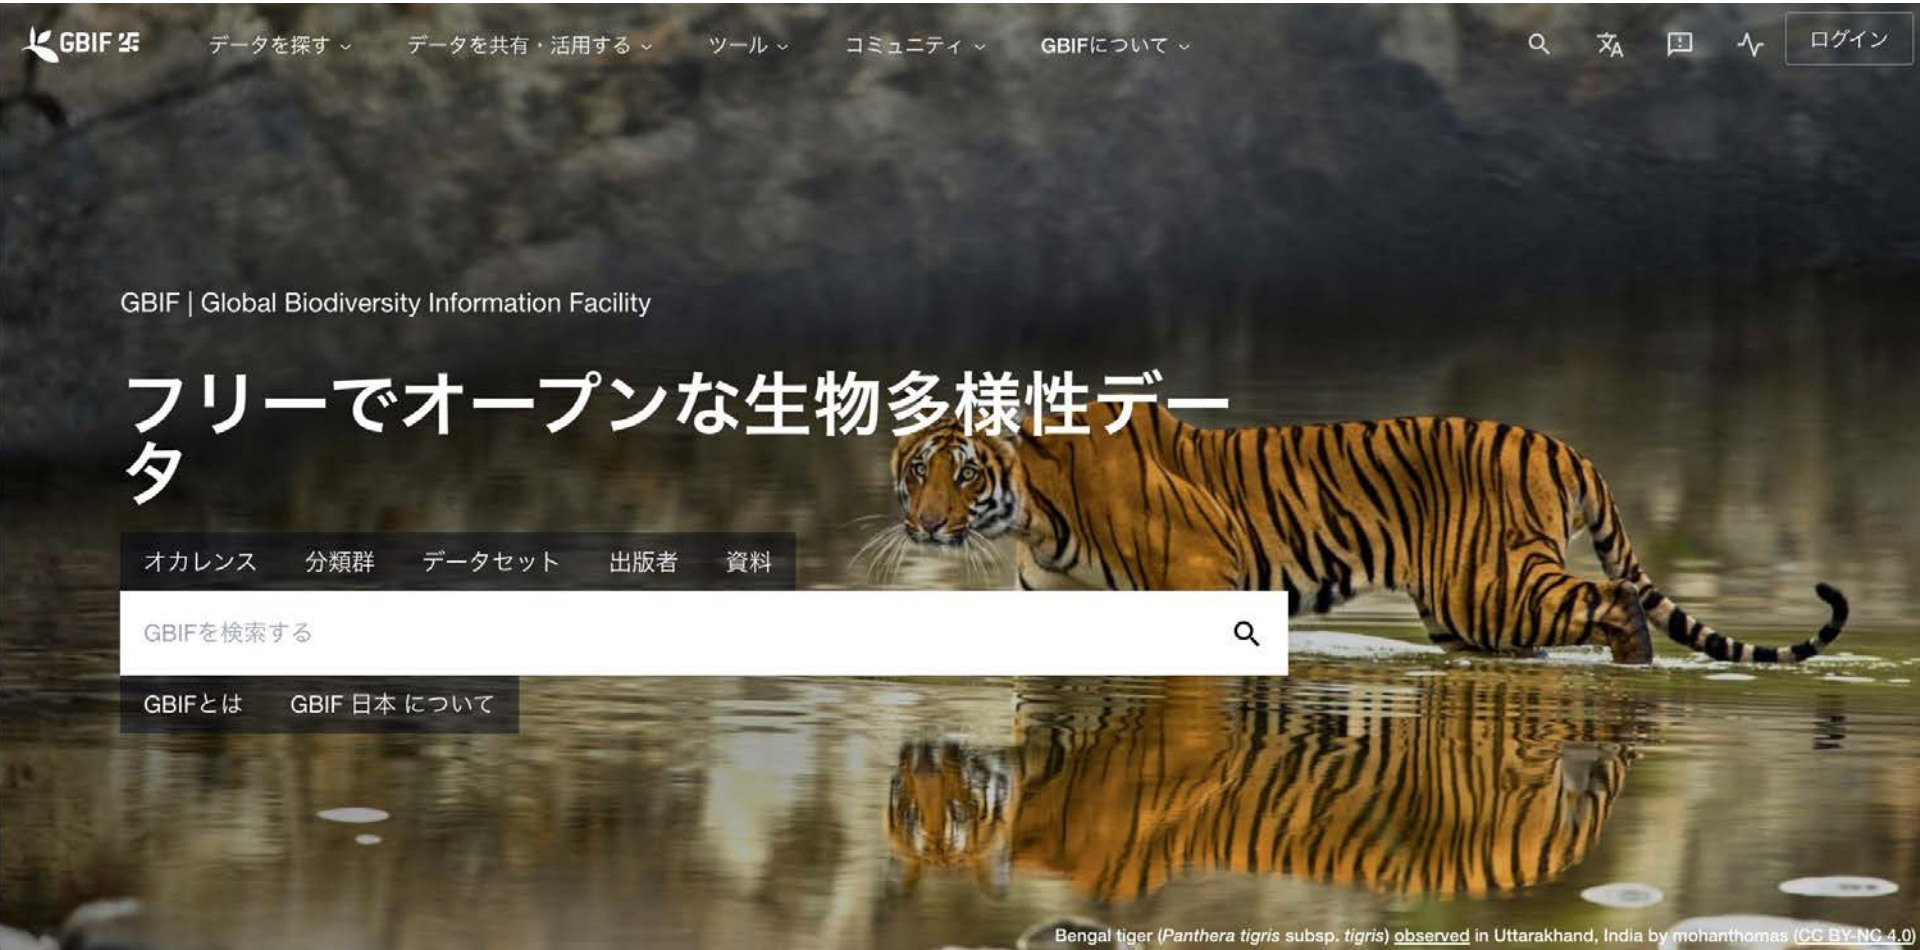 GBIF
データを探す
データを共有・活用する
ツール
コミュニティ
GBIFについて
ログイン
GBIF | Global Biodiversity Information Facility
フリーでオープンな生物多様性デー
タ
オカレンス
分類群
データセット
出版者
資料
GBIFを検索する
GBIFとは
GBIF 日本 について
Bengal tiger (Panthera tigris subsp. tigris) observed in Uttarakhand, India by mohanthomas (CC BY-NC 4.0)